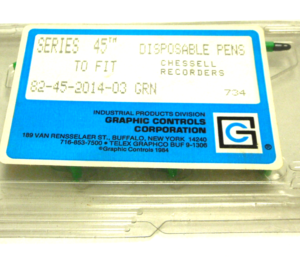 SERIES 45™ DISPOSABLE PENS
TO FIT CHESSELL
RECORDERS
82-45-2014-03 GRN 704
INDUSTRIAL PRODUCTS DIVISION
GRAPHIC CONTROLS
CORPORATION
189 VAN RENSSELAER ST., BUFFALO, NEW YORK 14240
716-853-7500 • TELEX GRAPHCO BUF 9-1306
©Graphic Controls 1984
G ®